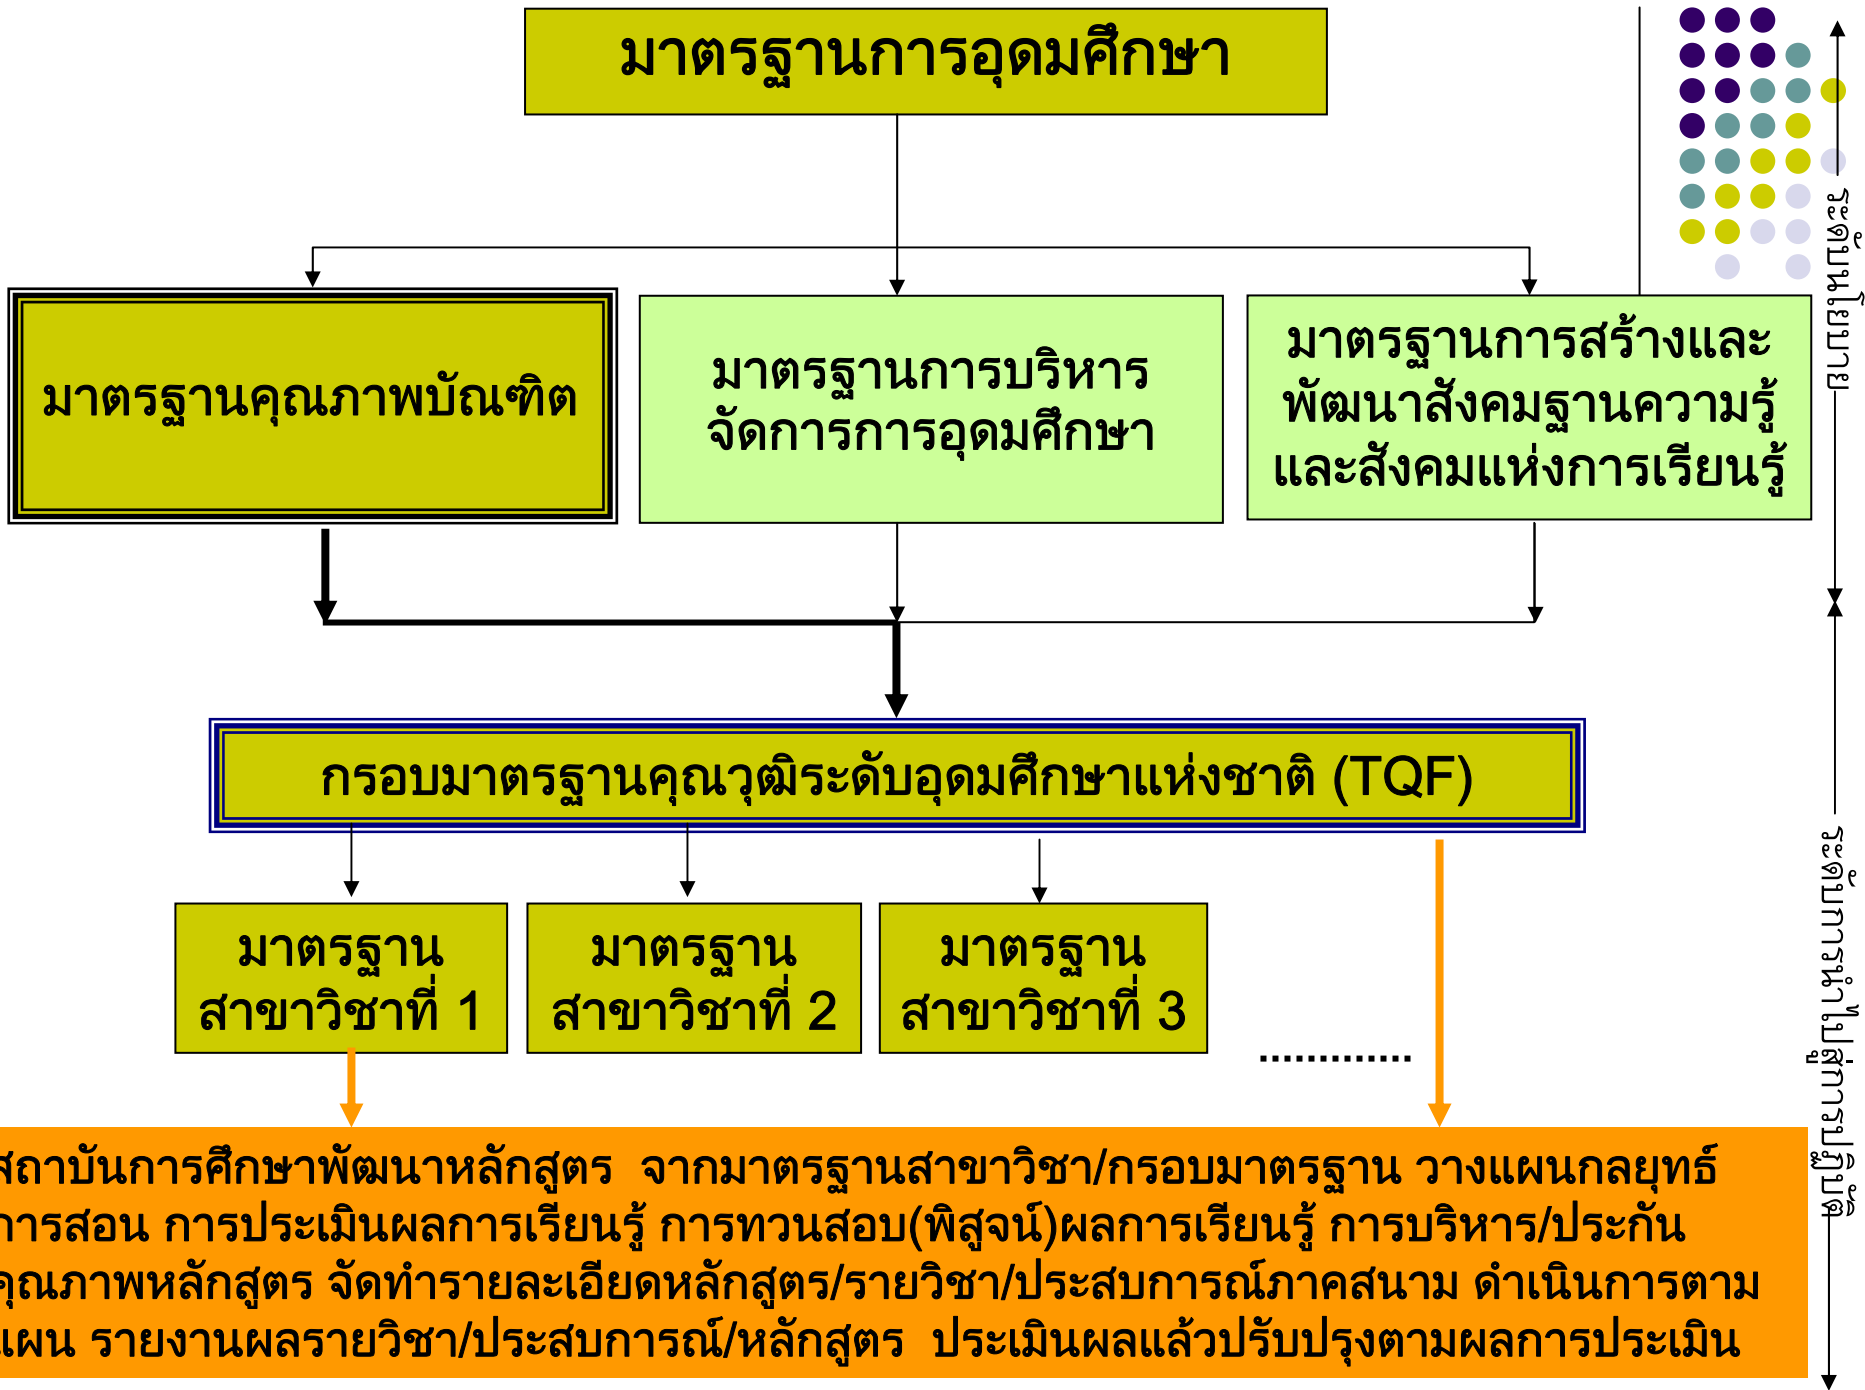 มาตรฐานการอุดมศึกษา
มาตรฐานคุณภาพบัณฑิต
มาตรฐานการบริหาร
จัดการการอุดมศึกษา
มาตรฐานการสร้างและ
พัฒนาสังคมฐานความรู้
และสังคมแห่งการเรียนรู้
ระดับนโยบาย
กรอบมาตรฐานคุณวุฒิระดับอุดมศึกษาแห่งชาติ (TQF)
มาตรฐาน
สาขาวิชาที่ 1
มาตรฐาน
สาขาวิชาที่ 2
มาตรฐาน
สาขาวิชาที่ 3
..............
ระดับการนำไปสู่การปฏิบัติ
สถาบันการศึกษาพัฒนาหลักสูตร จากมาตรฐานสาขาวิชา/กรอบมาตรฐาน วางแผนกลยุทธ์
การสอน การประเมินผลการเรียนรู้ การทวนสอบ(พิสูจน์)ผลการเรียนรู้ การบริหาร/ประกัน
คุณภาพหลักสูตร จัดทำรายละเอียดหลักสูตร/รายวิชา/ประสบการณ์ภาคสนาม ดำเนินการตาม
แผน รายงานผลรายวิชา/ประสบการณ์/หลักสูตร ประเมินผลแล้วปรับปรุงตามผลการประเมิน